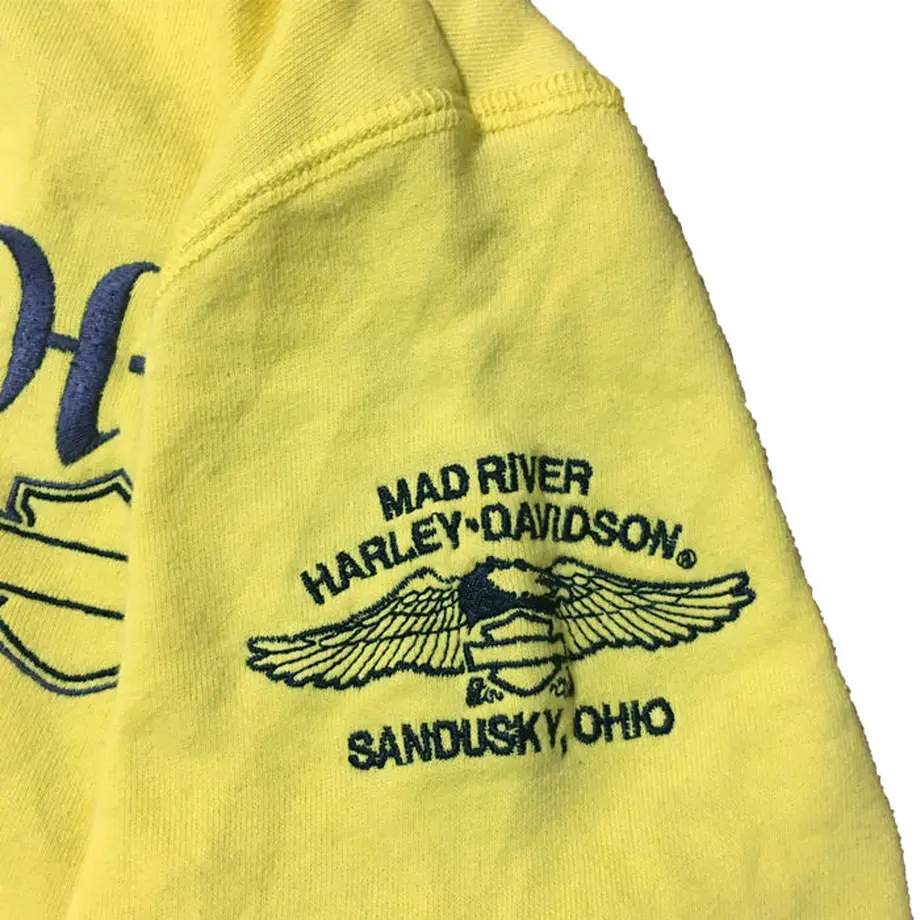 MAD RIVER
HARLEY-DAVIDSON®
SANDUSKY, OHIO